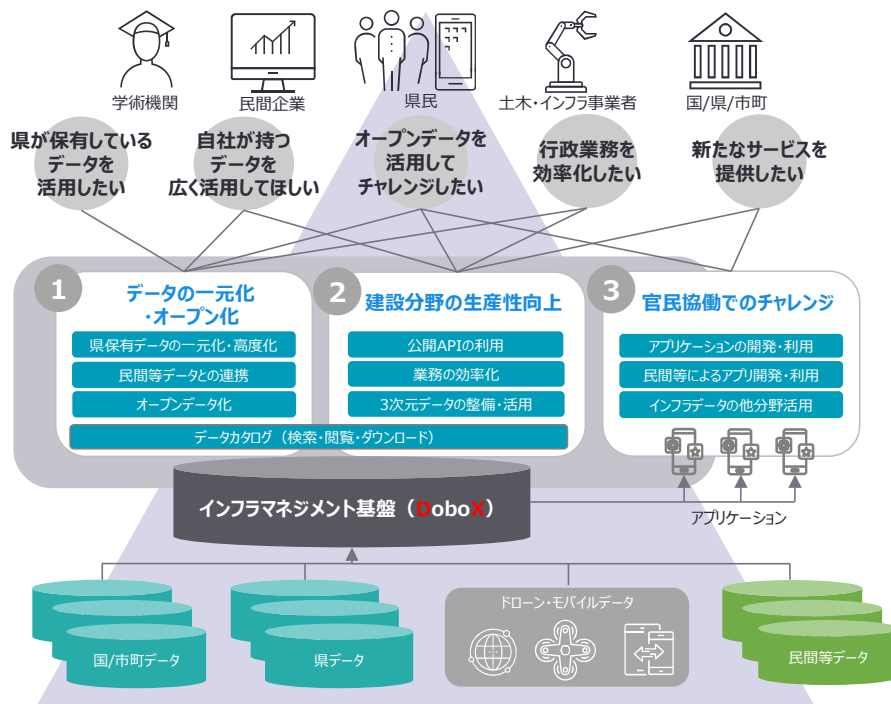 学術機関
民間企業
県民
土木・インフラ事業者
国/県/市町
県が保有している
データを
活用したい
自社が持つ
データを
広く活用してほしい
オープンデータを
活用して
チャレンジしたい
行政業務を
効率化したい
新たなサービスを
提供したい
1
データの一元化
・オープン化
県保有データの一元化・高度化
民間等データとの連携
オープンデータ化
2
建設分野の生産性向上
公開APIの利用
業務の効率化
3次元データの整備・活用
データカタログ（検索・閲覧・ダウンロード）
3
官民協働でのチャレンジ
アプリケーションの開発・利用
民間等によるアプリ開発・利用
インフラデータの他分野活用
インフラマネジメント基盤（DoboX）
アプリケーション
国/市町データ
県データ
ドローン・モバイルデータ
民間等データ